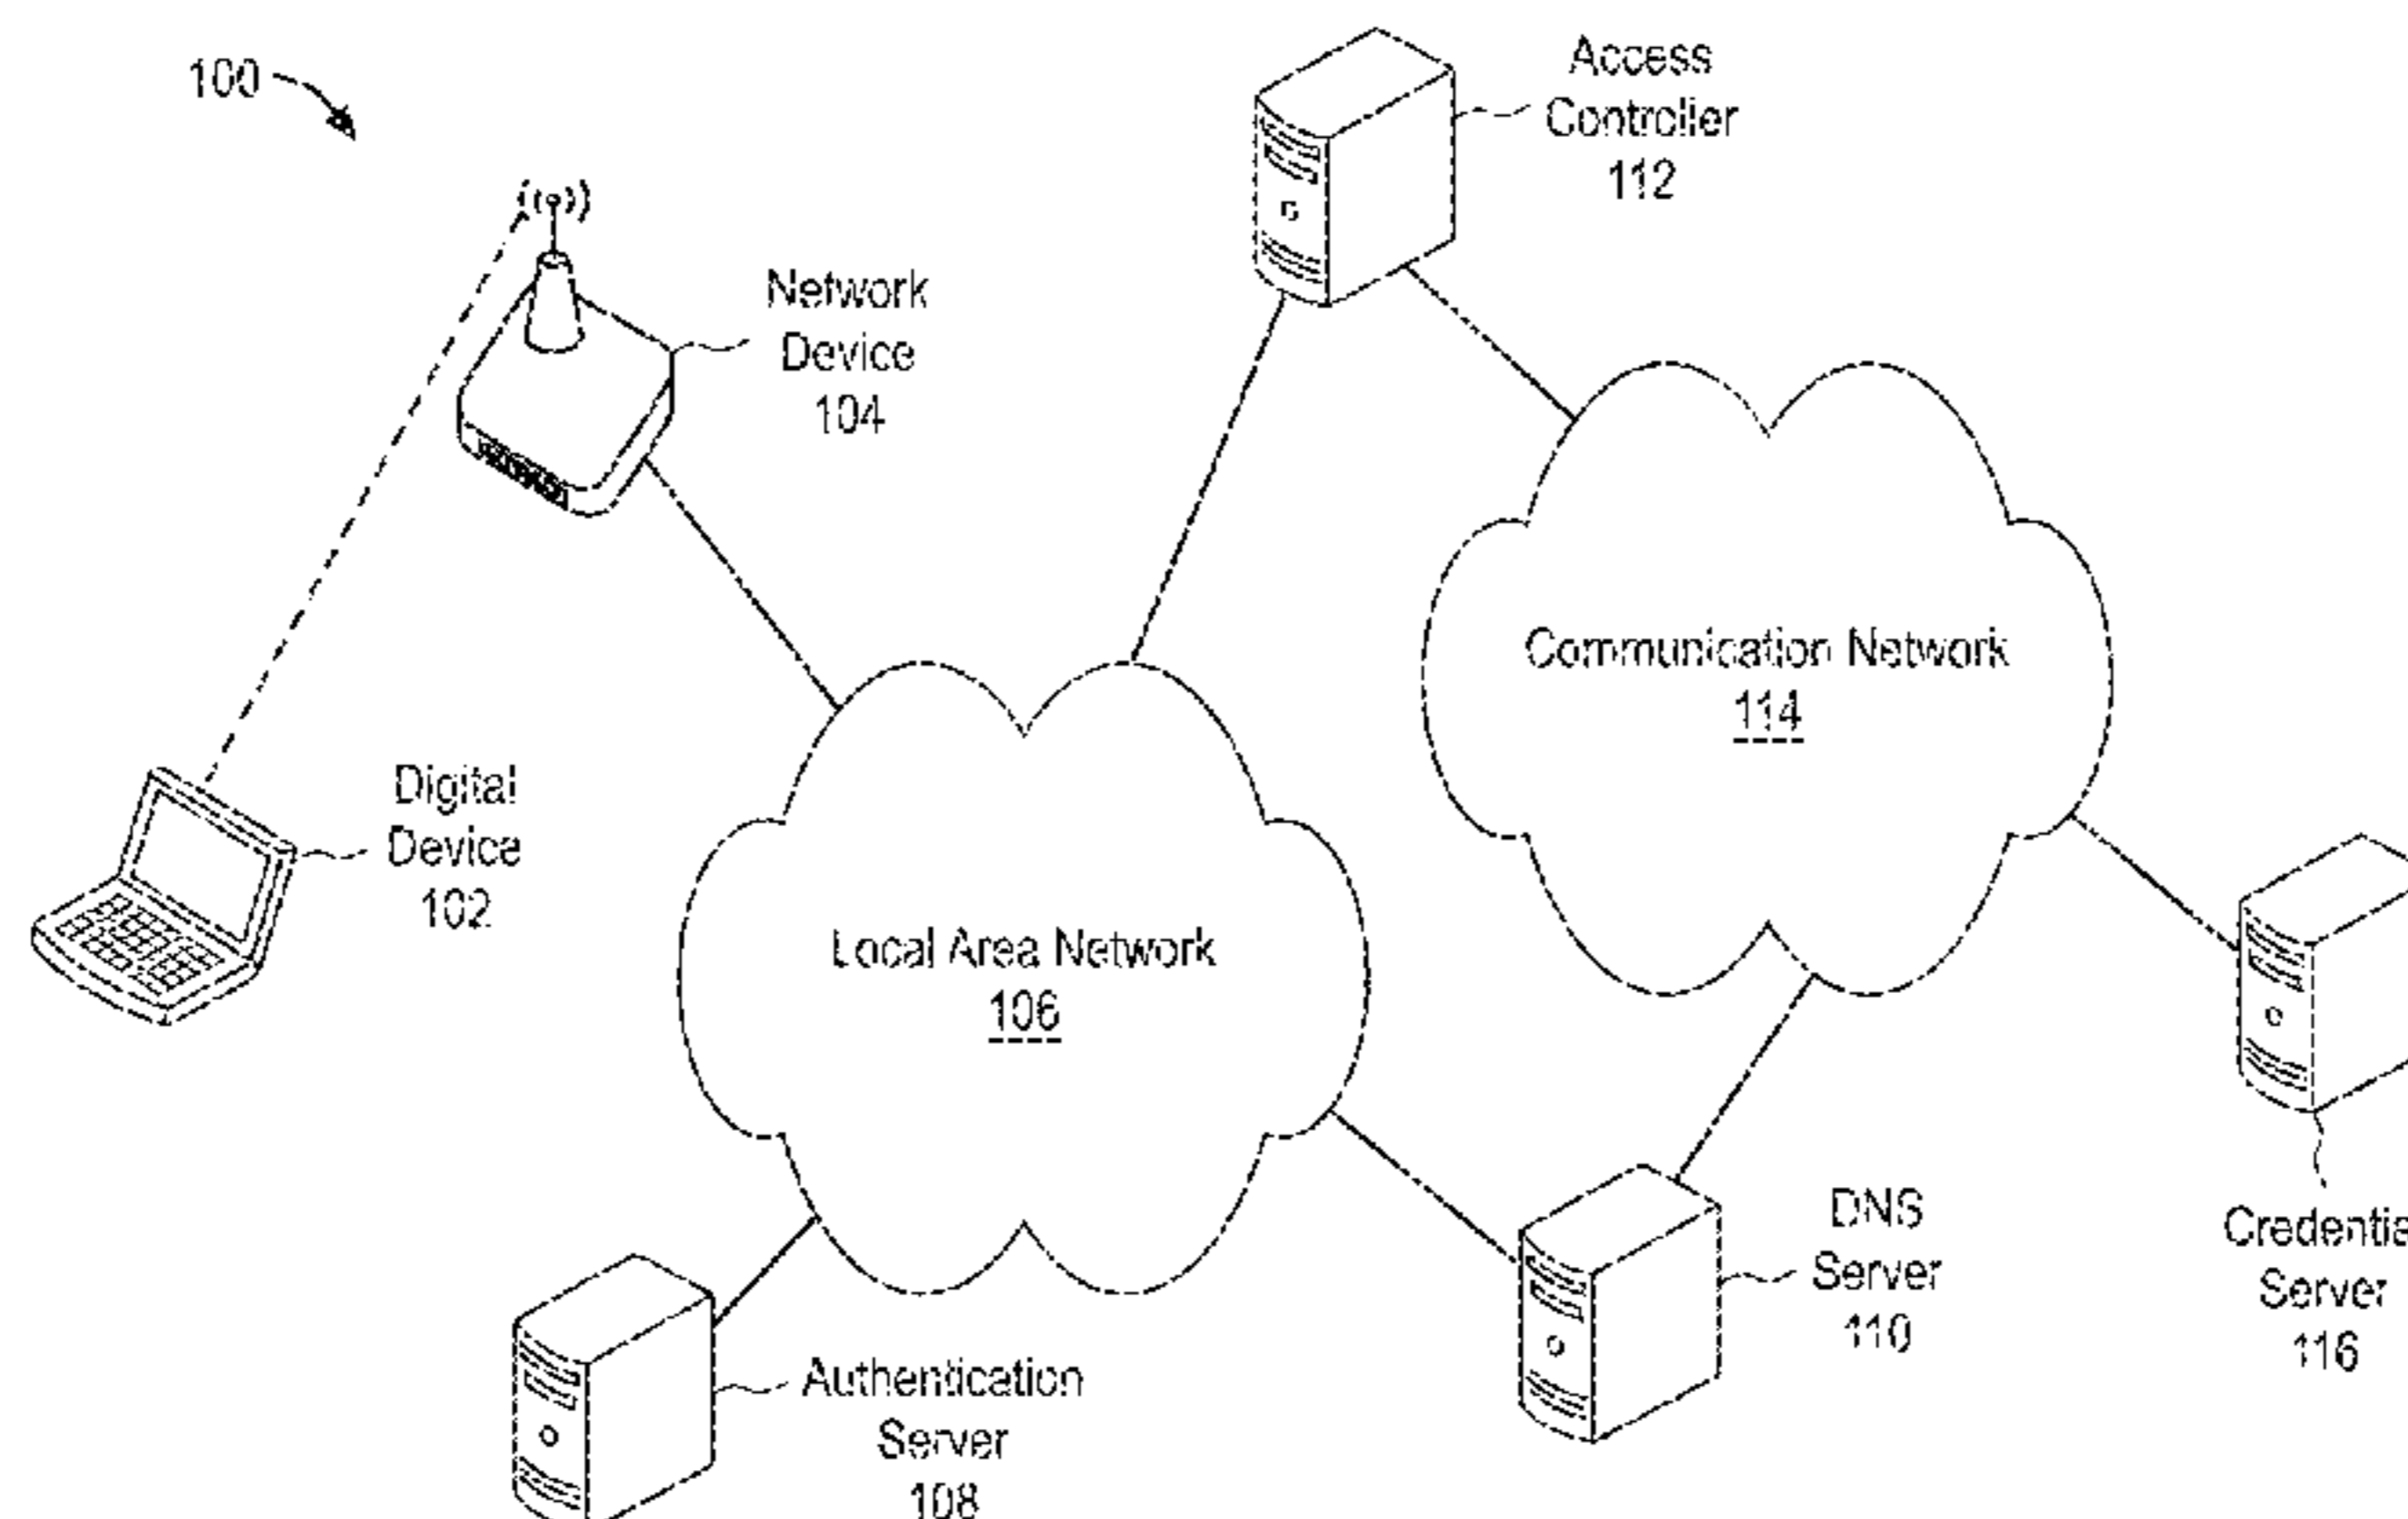 100
Access
Controller
112
Network
Device
104
Communication Network
114
Digital
Device
102
Local Area Network
106
DNS
Server
110
Server
116
Authentication
Server
108